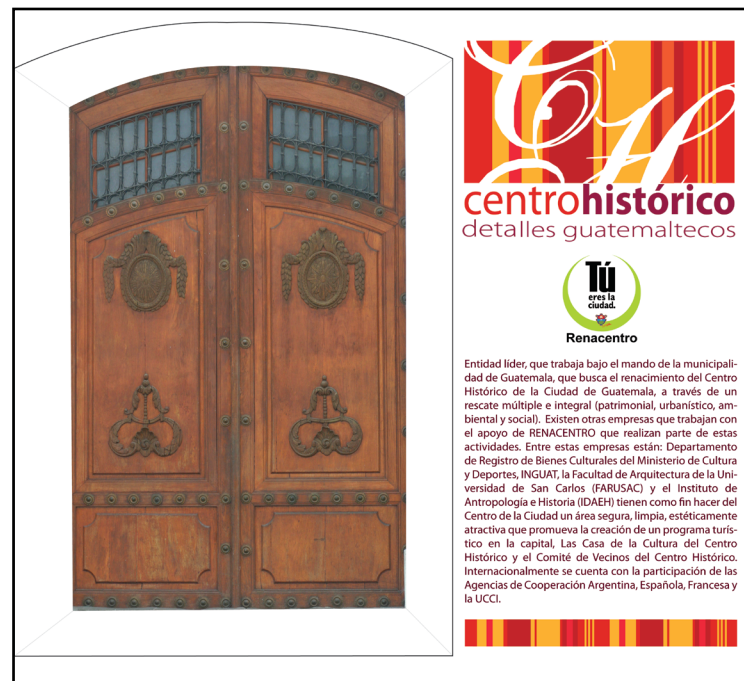 CH
centrohistórico
detalles guatemaltecos
Tú
eres la
ciudad.
Renacentro
Entidad líder, que trabaja bajo el mando de la municipali-
dad de Guatemala, que busca el renacimiento del Centro
Histórico de la Ciudad de Guatemala, a través de un
rescate múltiple e integral (patrimonial, urbanístico, am-
biental y social). Existen otras empresas que trabajan con
el apoyo de RENACENTRO que realizan parte de estas
actividades. Entre estas empresas están: Departamento
de Registro de Bienes Culturales del Ministerio de Cultura
y Deportes, INGUAT, la Facultad de Arquitectura de la Uni-
versidad de San Carlos (FARUSAC) y el Instituto de
Antropología e Historia (IDAEH) tienen como fin hacer del
Centro de la Ciudad un área segura, limpia, estéticamente
atractiva que promueva la creación de un programa turís-
tico en la capital, Las Casa de la Cultura del Centro
Histórico y el Comité de Vecinos del Centro Histórico.
Internacionalmente se cuenta con la participación de las
Agencias de Cooperación Argentina, Española, Francesa y
la UCCI.